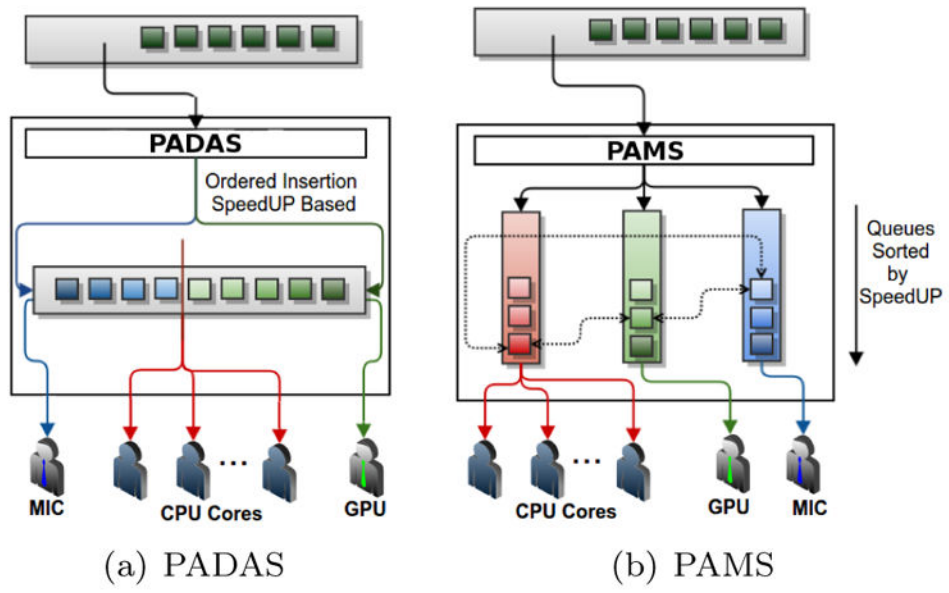 PADAS
Ordered Insertion
SpeedUP Based
MIC
...
CPU Cores
GPU
(a) PADAS
PAMS
Queues
Sorted
by
SpeedUP
...
CPU Cores
GPU
MIC
(b) PAMS